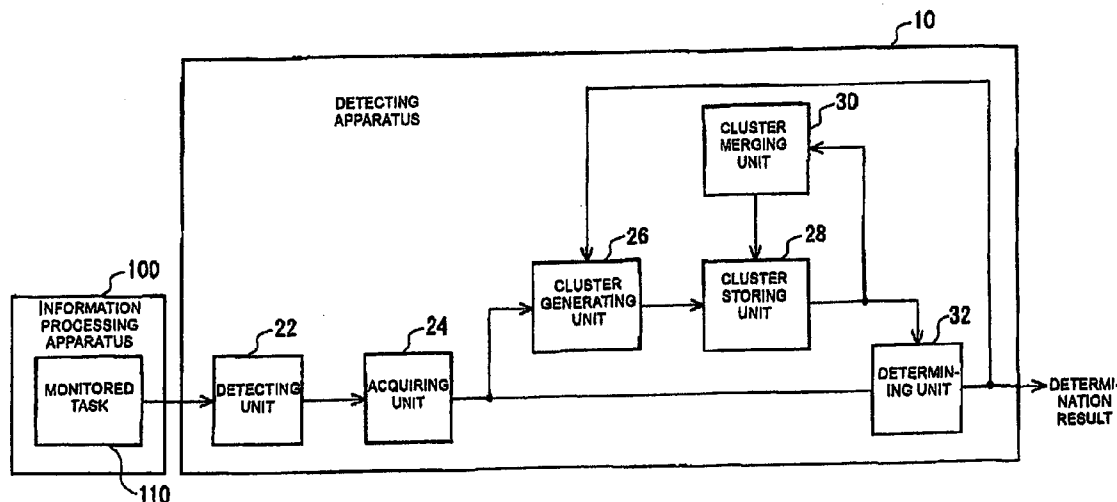 10
DETECTING
APPARATUS
30
CLUSTER
MERGING
UNIT
26
CLUSTER
GENERATING
UNIT
28
CLUSTER
STORING
UNIT
100
INFORMATION
PROCESSING
APPARATUS
MONITORED
TASK
110
22
DETECTING
UNIT
24
ACQUIRING
UNIT
32
DETERMIN-
ING UNIT
DETERMI-
NATION
RESULT